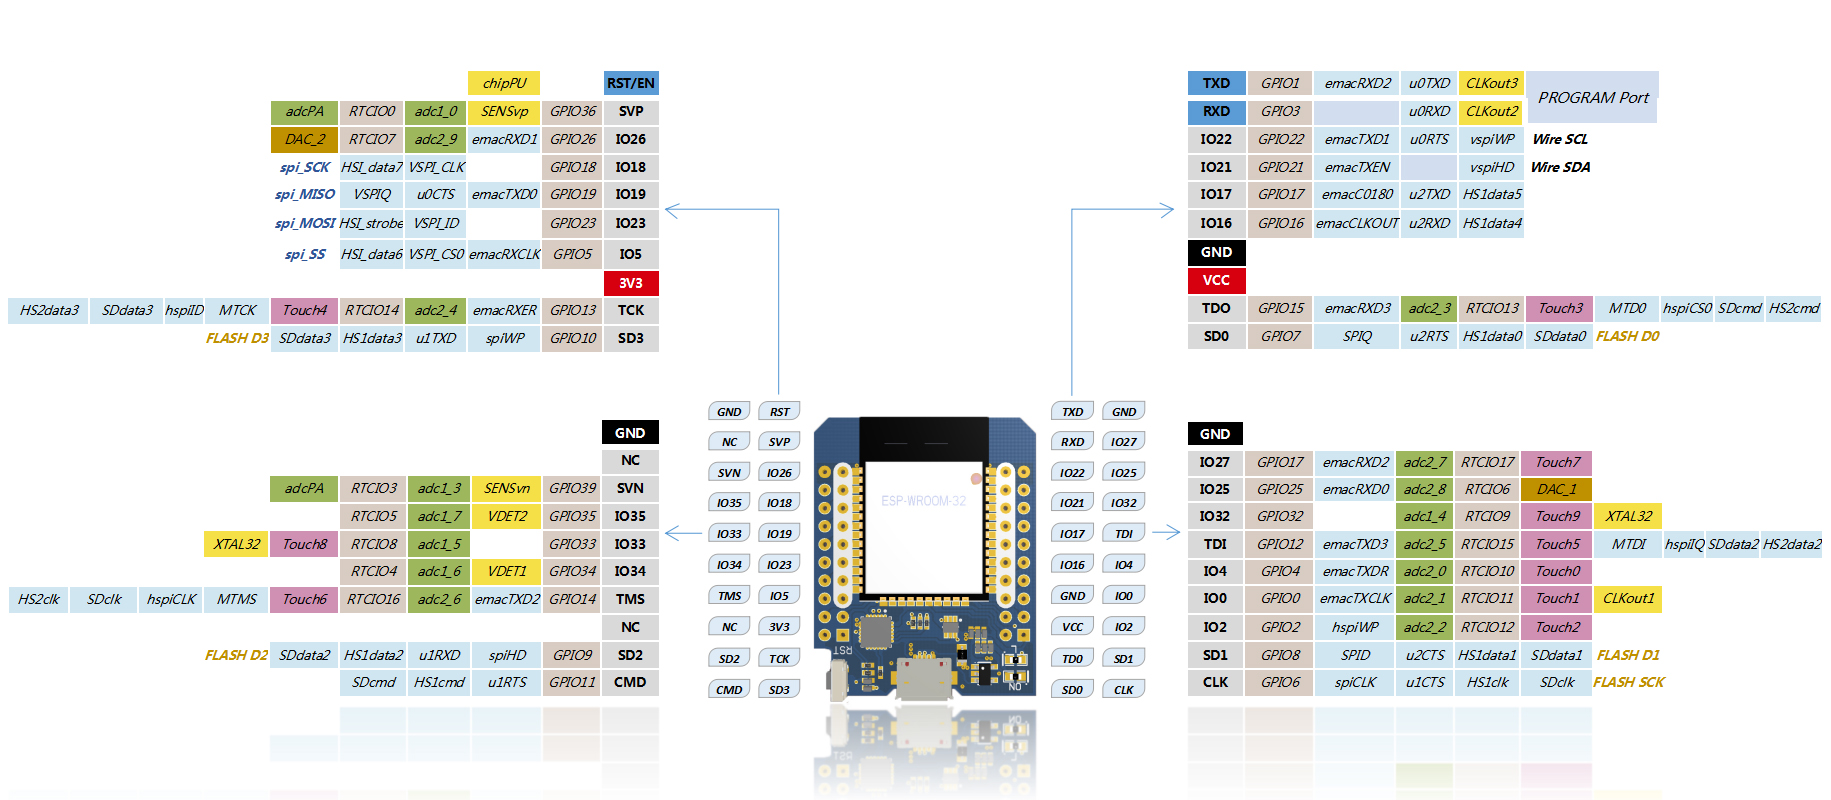 chipPU RST/EN
adcPA RTCIO0 adc1_0 SENSvp GPIO36 SVP
DAC_2 RTCIO7 adc2_9 emacRXD1 GPIO26 IO26
spi_SCK HSI_data7 VSPI_CLK GPIO18 IO18
spi_MISO VSPIQ u0CTS emacTXD0 GPIO19 IO19
spi_MOSI HSI_strobe VSPI_ID GPIO23 IO23
spi_SS HSI_data6 VSPI_CS0 emacRXCLK GPIO5 IO5
3V3
HS2data3 SDdata3 hspiID MTCK Touch4 RTCIO14 adc2_4 emacRXER GPIO13 TCK
FLASH D3 SDdata3 HS1data3 u1TXD spiWP GPIO10 SD3
TXD GPIO1 emacRXD2 u0TXD CLKout3 PROGRAM Port
RXD GPIO3 u0RXD CLKout2
IO22 GPIO22 emacTXD1 u0RTS vspiWP Wire SCL
IO21 GPIO21 emacTXEN vspiHD Wire SDA
IO17 GPIO17 emacC0180 u2TXD HS1data5
IO16 GPIO16 emacCLKOUT u2RXD HS1data4
GND
VCC
TDO GPIO15 emacRXD3 adc2_3 RTCIO13 Touch3 MTD0 hspiCS0 SDcmd HS2cmd
SD0 GPIO7 SPIQ u2RTS HS1data0 SDdata0 FLASH D0
GND
NC
adcPA RTCIO3 adc1_3 SENSvn GPIO39 SVN
RTCIO5 adc1_7 VDET2 GPIO35 IO35
XTAL32 Touch8 RTCIO8 adc1_5 GPIO33 IO33
RTCIO4 adc1_6 VDET1 GPIO34 IO34
HS2clk SDclk hspiCLK MTMS Touch6 RTCIO16 adc2_6 emacTXD2 GPIO14 TMS
NC
FLASH D2 SDdata2 HS1data2 u1RXD spiHD GPIO9 SD2
SDcmd HS1cmd u1RTS GPIO11 CMD
GND RST
NC SVP
SVN IO26
IO35 IO18
IO33 IO19
IO34 IO23
TMS IO5
NC 3V3
SD2 TCK
CMD SD3
ESP-WROOM-32
RST
ON
TXD GND
RXD IO27
IO22 IO25
IO21 IO32
IO17 TDI
IO16 IO4
GND IO0
VCC IO2
TD0 SD1
SD0 CLK
GND
IO27 GPIO17 emacRXD2 adc2_7 RTCIO17 Touch7
IO25 GPIO25 emacRXD0 adc2_8 RTCIO6 DAC_1
IO32 GPIO32 adc1_4 RTCIO9 Touch9 XTAL32
TDI GPIO12 emacTXD3 adc2_5 RTCIO15 Touch5 MTDI hspiIQ SDdata2 HS2data2
IO4 GPIO4 emacTXDR adc2_0 RTCIO10 Touch0
IO0 GPIO0 emacTXCLK adc2_1 RTCIO11 Touch1 CLKout1
IO2 GPIO2 hspiWP adc2_2 RTCIO12 Touch2
SD1 GPIO8 SPID u2CTS HS1data1 SDdata1 FLASH D1
CLK GPIO6 spiCLK u1CTS HS1clk SDclk FLASH SCK